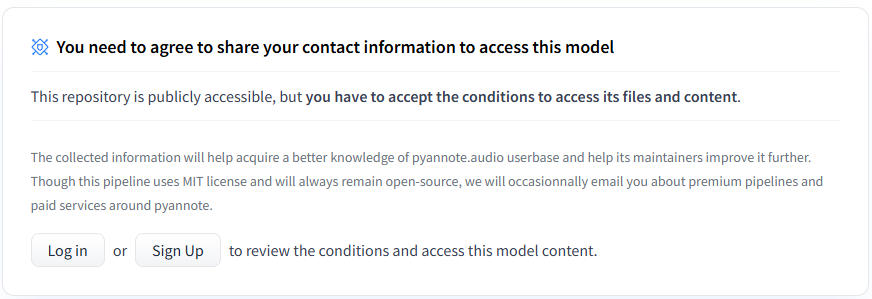 You need to agree to share your contact information to access this model
This repository is publicly accessible, but you have to accept the conditions to access its files and content.
The collected information will help acquire a better knowledge of pyannote.audio userbase and help its maintainers improve it further.
Though this pipeline uses MIT license and will always remain open-source, we will occasionnally email you about premium pipelines and
paid services around pyannote.
Log in or Sign Up to review the conditions and access this model content.